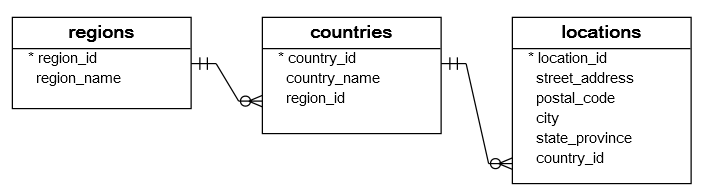 regions
* region_id
region_name
countries
* country_id
country_name
region_id
locations
* location_id
street_address
postal_code
city
state_province
country_id